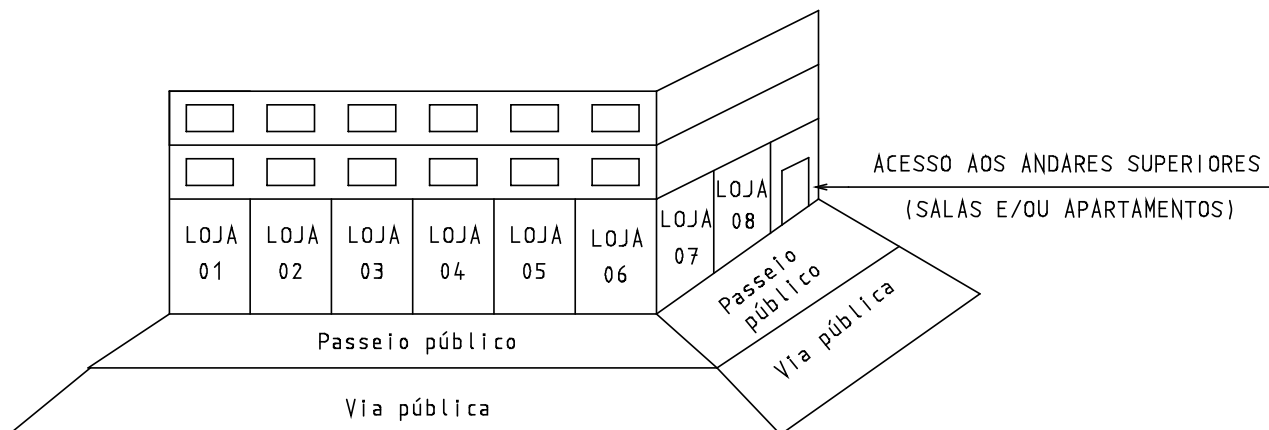 ACESSO AOS ANDARES SUPERIORES
(SALAS E/OU APARTAMENTOS)
LOJA
01
LOJA
02
LOJA
03
LOJA
04
LOJA
05
LOJA
06
LOJA
07
LOJA
08
Passeio
público
Via pública
Passeio público
Via pública